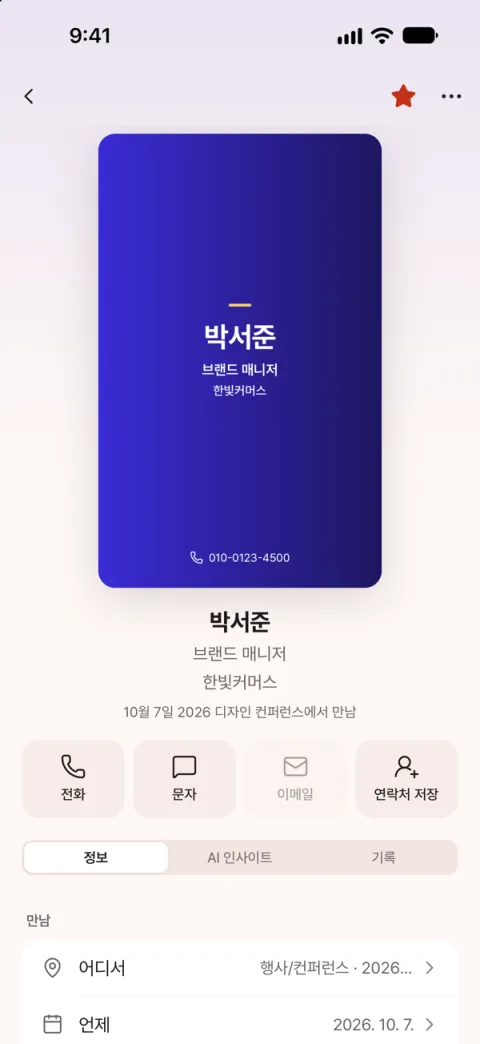 9:41
박서준
브랜드 매니저
한빛커머스
010-0123-4500
박서준
브랜드 매니저
한빛커머스
10월 7일 2026 디자인 컨퍼런스에서 만남
전화
문자
이메일
연락처 저장
정보
AI 인사이트
기록
만남
어디서
행사/컨퍼런스 · 2026...
언제
2026. 10. 7.